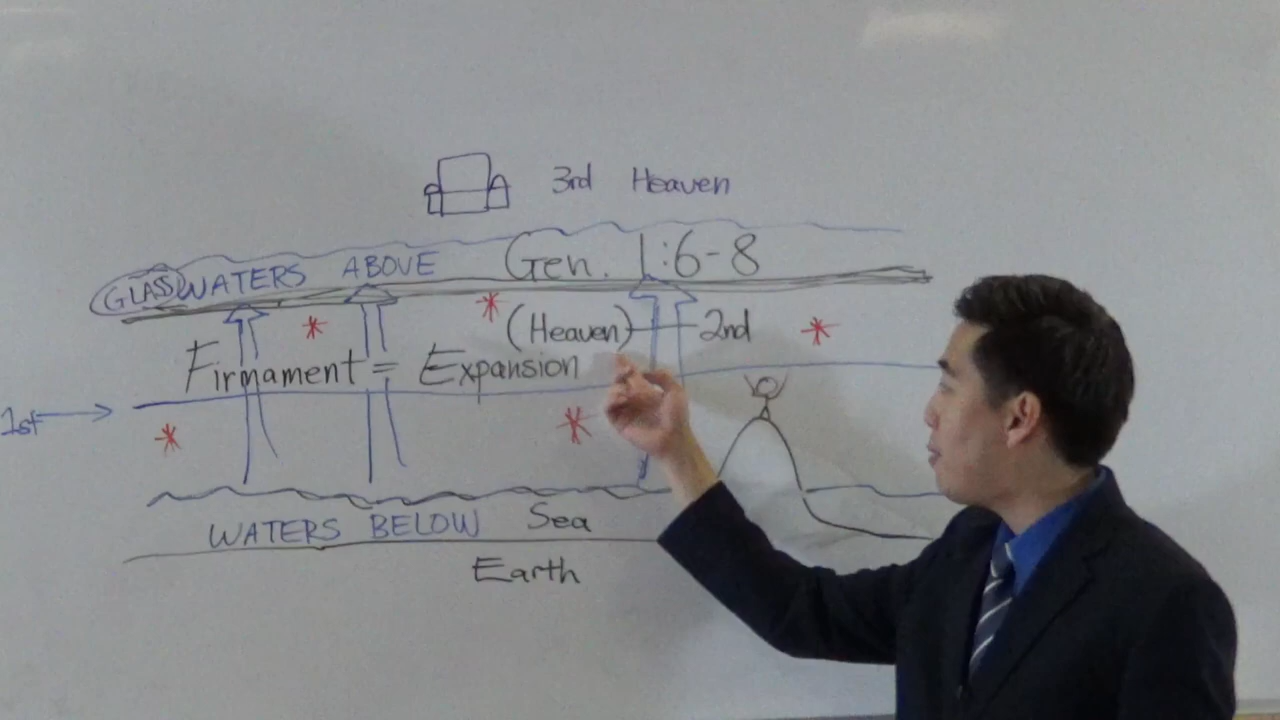 3rd Heaven
GLASS WATERS ABOVE Gen. 1:6-8
(Heaven) 2nd
Firmament = Expansion
1st
WATERS BELOW Sea
Earth